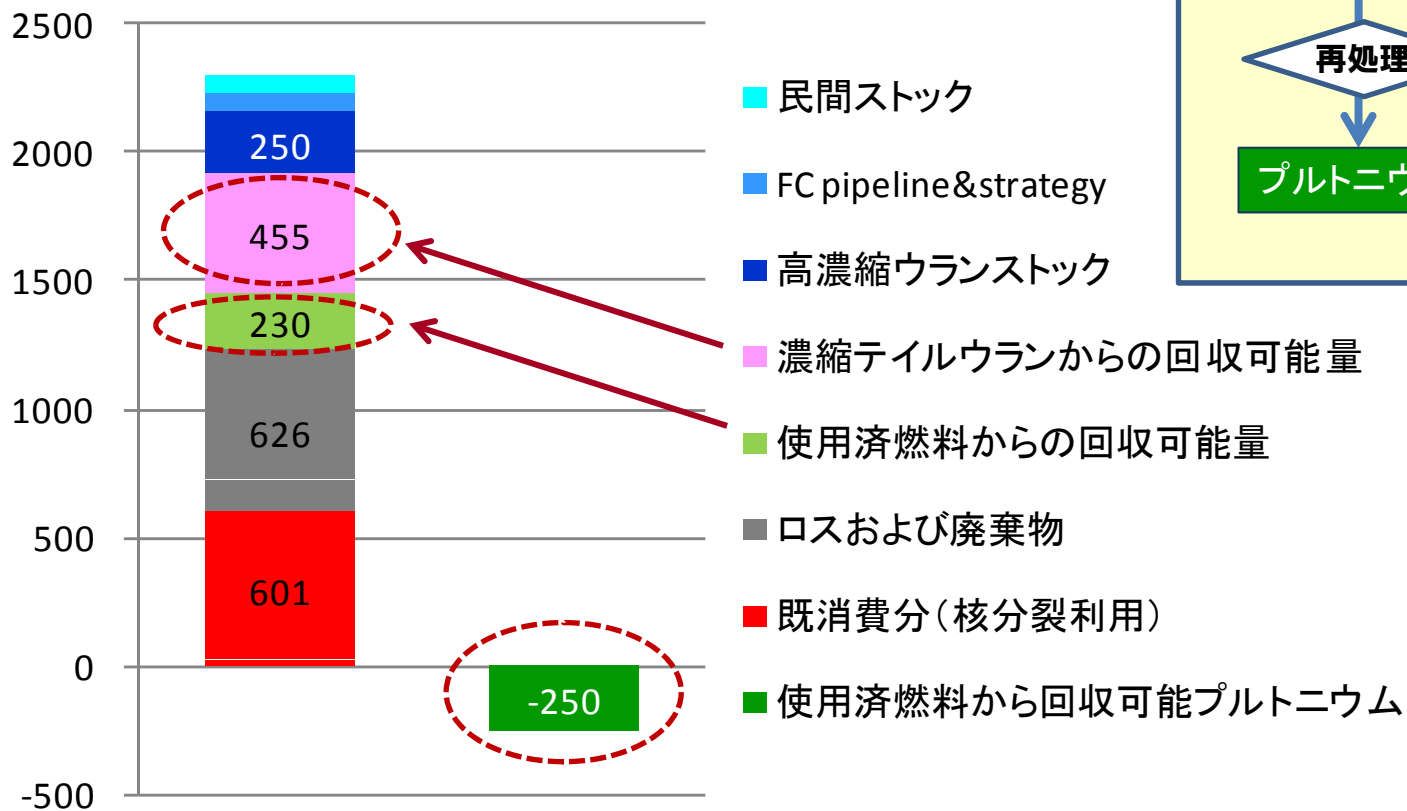 2500
2000
1500
1000
500
0
-500
250
455
230
626
601
-250
民間ストック
FC pipeline&strategy
高濃縮ウランストック
濃縮テイルウランからの回収可能量
使用済燃料からの回収可能量
ロスおよび廃棄物
既消費分(核分裂利用)
使用済燃料から回収可能プルトニウム
再処理